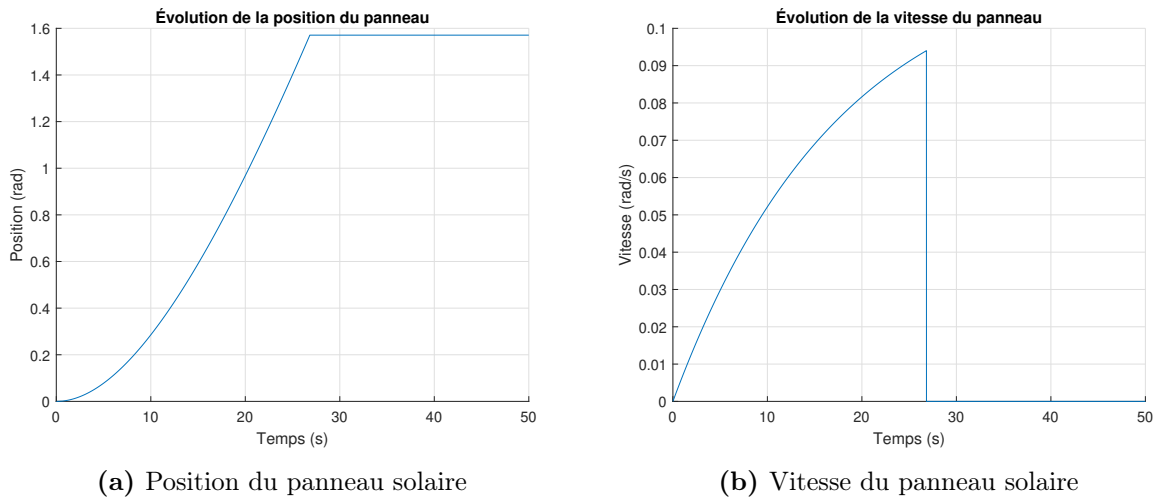 Évolution de la position du panneau
1.6
1.4
1.2
1
0.8
0.6
0.4
0.2
0
Position (rad)
0 10 20 30 40 50
Temps (s)
(a) Position du panneau solaire
Évolution de la vitesse du panneau
0.1
0.09
0.08
0.07
0.06
0.05
0.04
0.03
0.02
0.01
0
Vitesse (rad/s)
0 10 20 30 40 50
Temps (s)
(b) Vitesse du panneau solaire